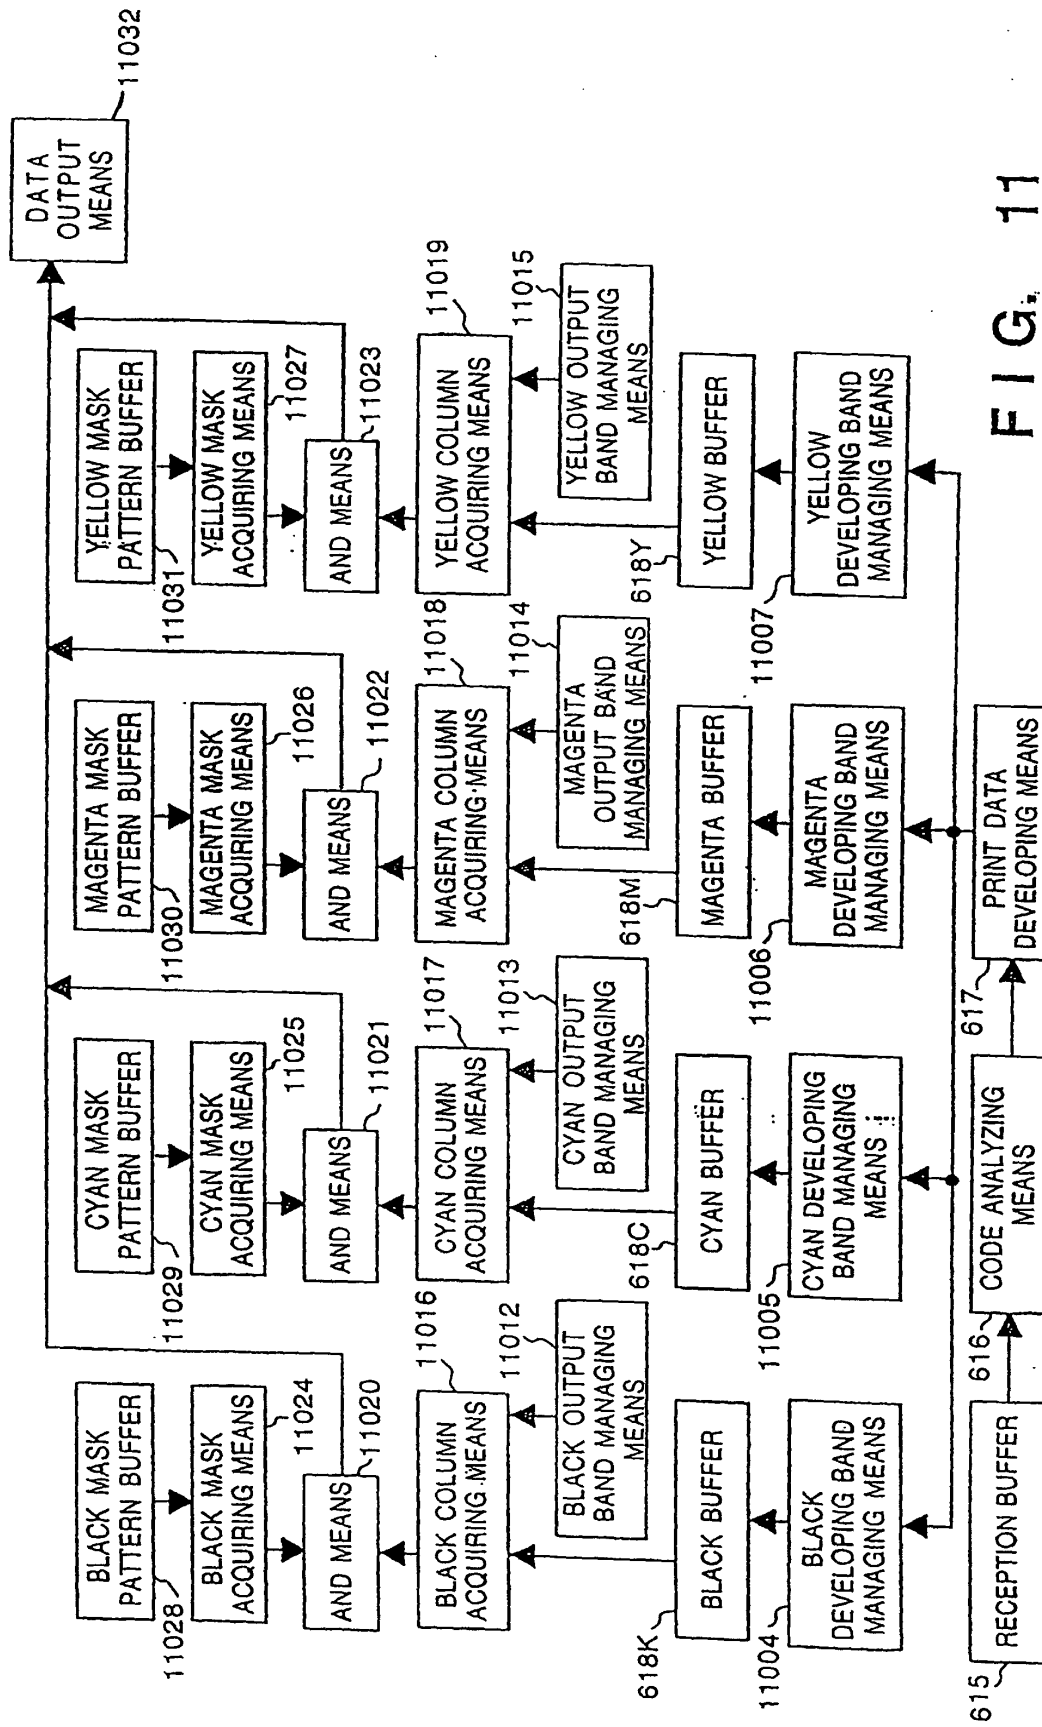 DATA
OUTPUT
MEANS
11032
BLACK MASK
PATTERN BUFFER
11028
CYAN MASK
PATTERN BUFFER
11029
MAGENTA MASK
PATTERN BUFFER
11030
YELLOW MASK
PATTERN BUFFER
11031
BLACK MASK
ACQUIRING MEANS
11024
CYAN MASK
ACQUIRING MEANS
11025
MAGENTA MASK
ACQUIRING MEANS
11026
YELLOW MASK
ACQUIRING MEANS
11027
AND MEANS
11020
AND MEANS
11021
AND MEANS
11022
AND MEANS
11023
BLACK COLUMN
ACQUIRING MEANS
11016
CYAN COLUMN
ACQUIRING MEANS
11017
MAGENTA COLUMN
ACQUIRING MEANS
11018
YELLOW COLUMN
ACQUIRING MEANS
11019
BLACK OUTPUT
BAND MANAGING
MEANS
11012
CYAN OUTPUT
BAND MANAGING
MEANS
11013
MAGENTA
OUTPUT BAND
MANAGING MEANS
11014
YELLOW OUTPUT
BAND MANAGING
MEANS
11015
618K
BLACK BUFFER
618C
CYAN BUFFER
618M
MAGENTA BUFFER
618Y
YELLOW BUFFER
11004
BLACK
DEVELOPING BAND
MANAGING MEANS
11005
CYAN DEVELOPING
BAND MANAGING
MEANS
11006
MAGENTA
DEVELOPING BAND
MANAGING MEANS
11007
YELLOW
DEVELOPING BAND
MANAGING MEANS
615
RECEPTION BUFFER
616
CODE ANALYZING
MEANS
617
PRINT DATA
DEVELOPING MEANS
FIG. 11